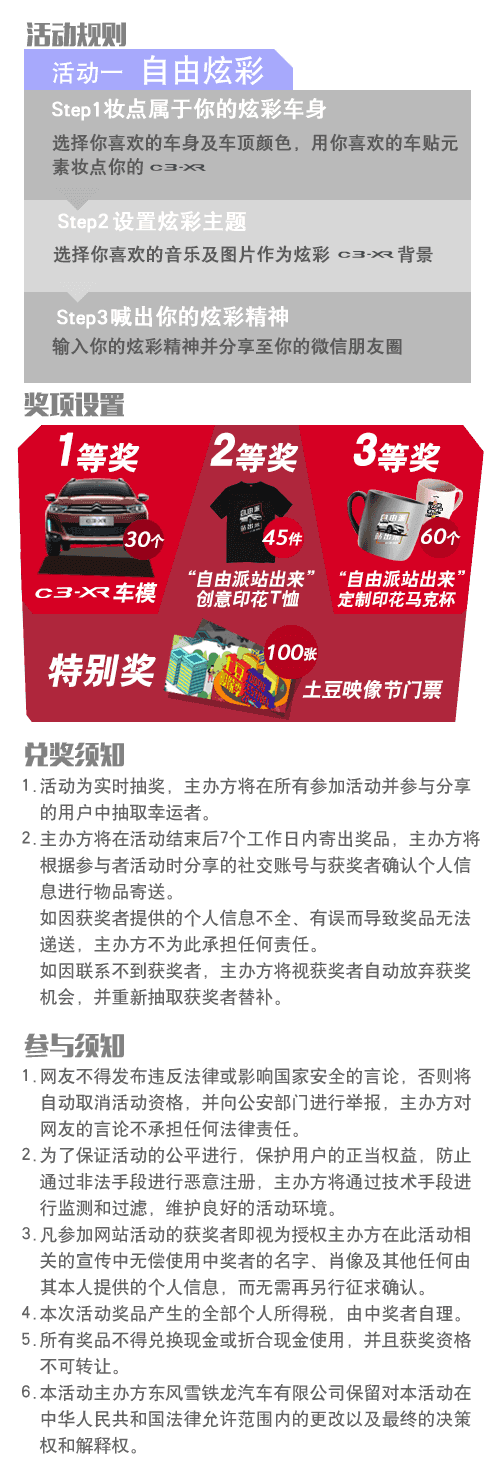 活动规则
活动一 自由炫彩
Step1妆点属于你的炫彩车身
选择你喜欢的车身及车顶颜色，用你喜欢的车贴元
素妆点你的 C3-XR
Step2 设置炫彩主题
选择你喜欢的音乐及图片作为炫彩 C3-XR 背景
Step3喊出你的炫彩精神
输入你的炫彩精神并分享至你的微信朋友圈
奖项设置
1等奖 2等奖 3等奖
C3-XR
自由派
站出来
自由派
站出来
30个 45件 60个
C3-XR 车模
“自由派站出来”
创意印花T恤
“自由派站出来”
定制印花马克杯
特别奖
100张
土豆映像节门票
兑奖须知
1.活动为实时抽奖，主办方将在所有参加活动并参与分享
的用户中抽取幸运者。
2.主办方将在活动结束后7个工作日内寄出奖品，主办方将
根据参与者活动时分享的社交账号与获奖者确认个人信
息进行物品寄送。
如因获奖者提供的个人信息不全、有误而导致奖品无法
递送，主办方不为此承担任何责任。
如因联系不到获奖者，主办方将视获奖者自动放弃获奖
机会，并重新抽取获奖者替补。
参与须知
1.网友不得发布违反法律或影响国家安全的言论，否则将
自动取消活动资格，并向公安部门进行举报，主办方对
网友的言论不承担任何法律责任。
2.为了保证活动的公平进行，保护用户的正当权益，防止
通过非法手段进行恶意注册，主办方将通过技术手段进
行监测和过滤，维护良好的活动环境。
3.凡参加网站活动的获奖者即视为授权主办方在此活动相
关的宣传中无偿使用中奖者的名字、肖像及其他任何由
其本人提供的个人信息，而无需再另行征求确认。
4.本次活动奖品产生的全部个人所得税，由中奖者自理。
5.所有奖品不得兑换现金或折合现金使用，并且获奖资格
不可转让。
6.本活动主办方东风雪铁龙汽车有限公司保留对本活动在
中华人民共和国法律允许范围内的更改以及最终的决策
权和解释权。